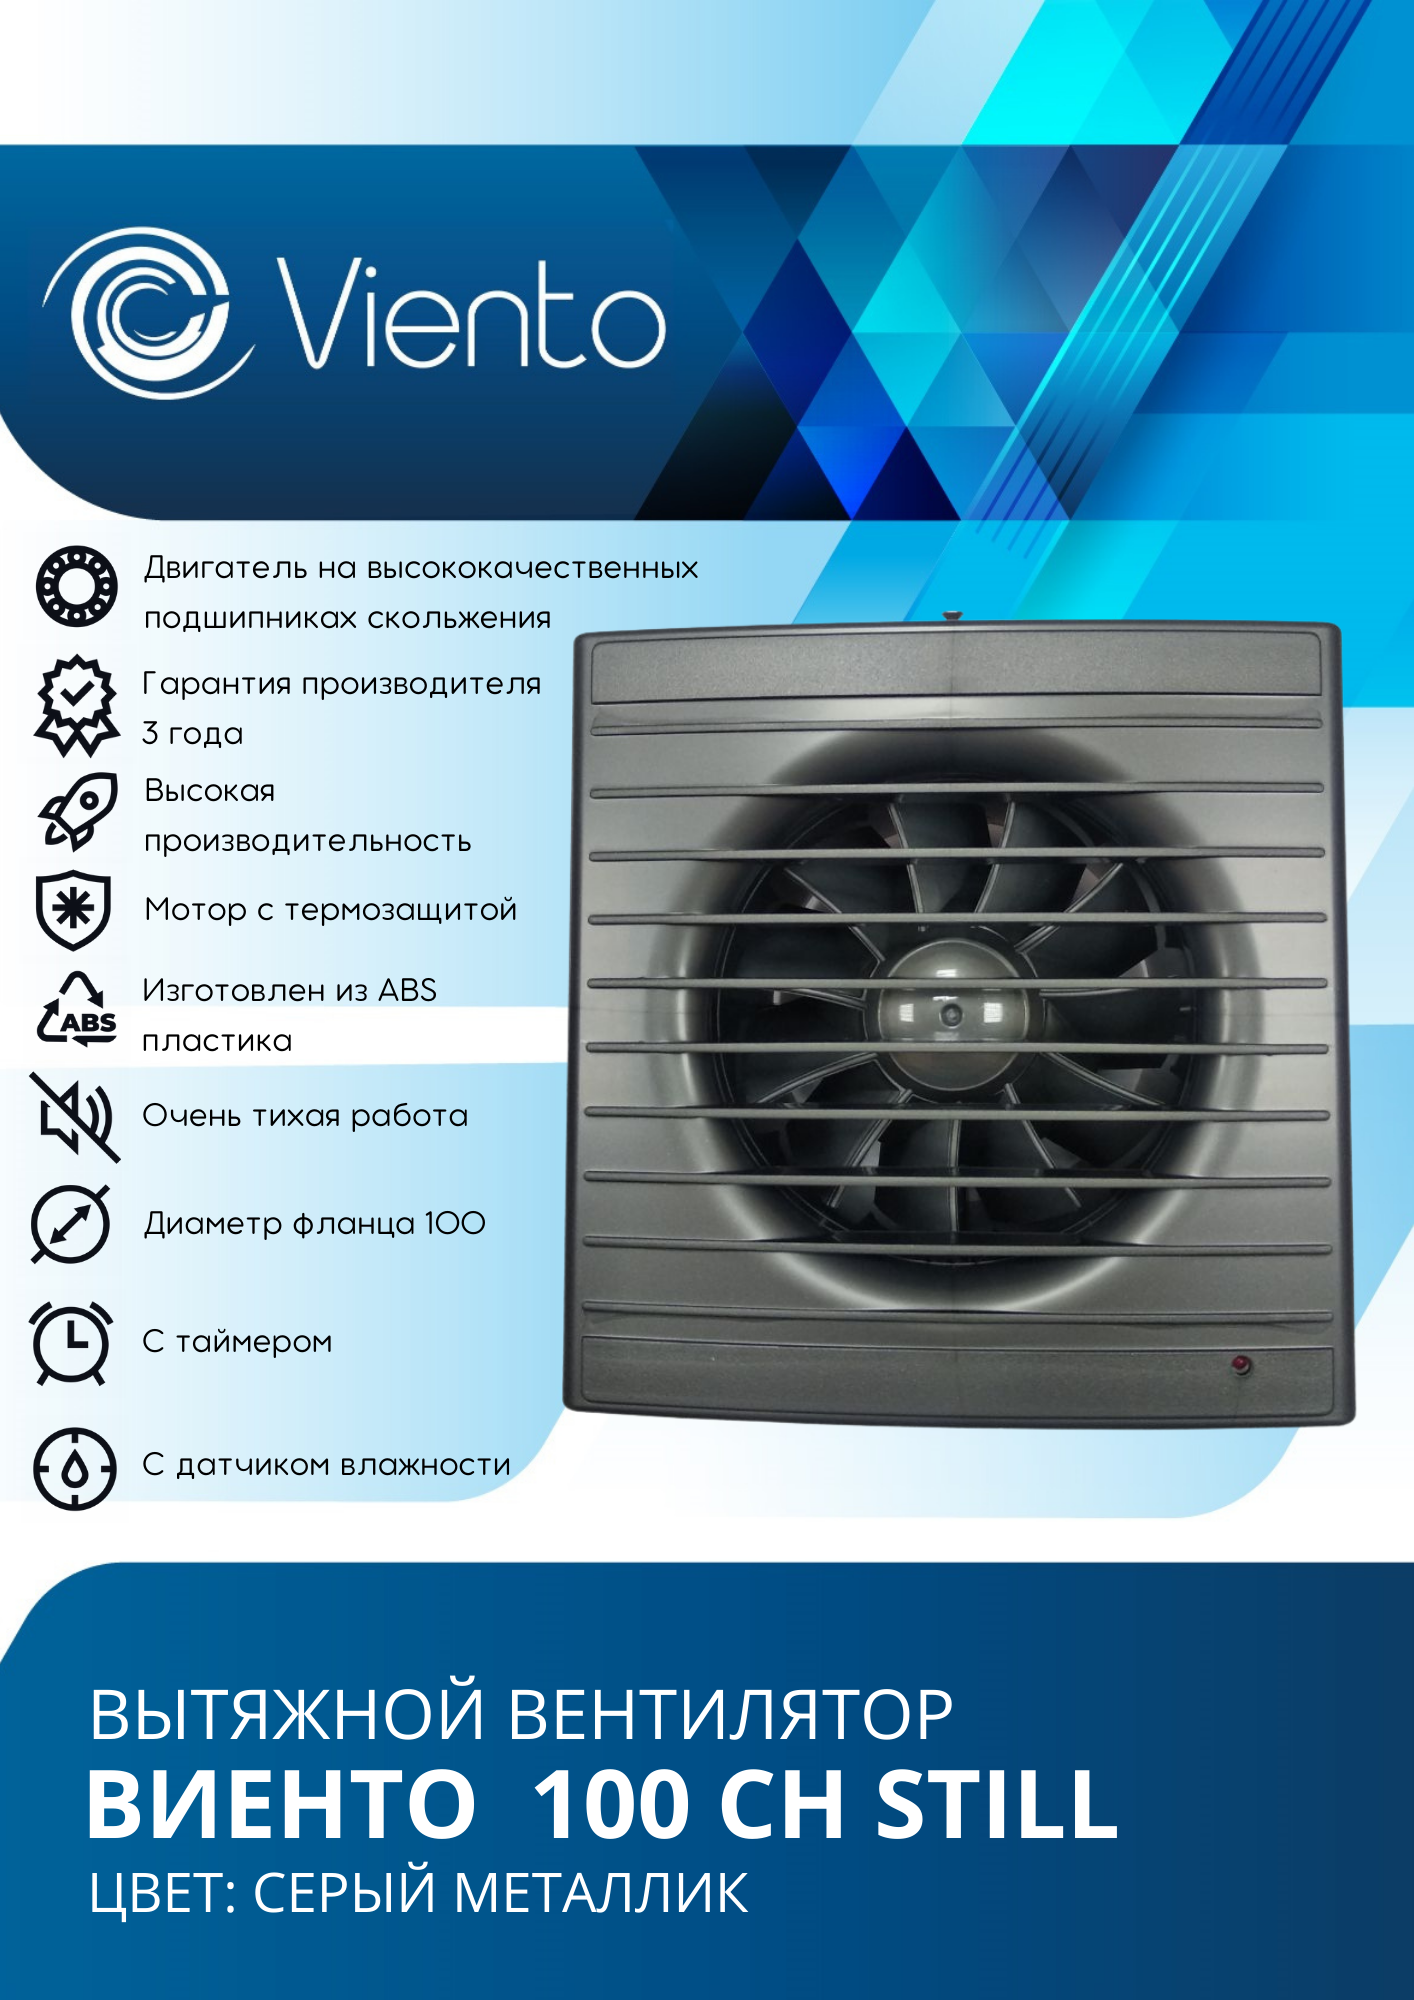 Viento
Двигатель на высококачественных
подшипниках скольжения
Гарантия производителя
3 года
Высокая
производительность
Мотор с термозащитой
Изготовлен из ABS
пластика
ABS
Очень тихая работа
Диаметр фланца 100
С таймером
С датчиком влажности
ВЫТЯЖНОЙ ВЕНТИЛЯТОР
ВИЕНТО 100 CH STILL
ЦВЕТ: СЕРЫЙ МЕТАЛЛИК